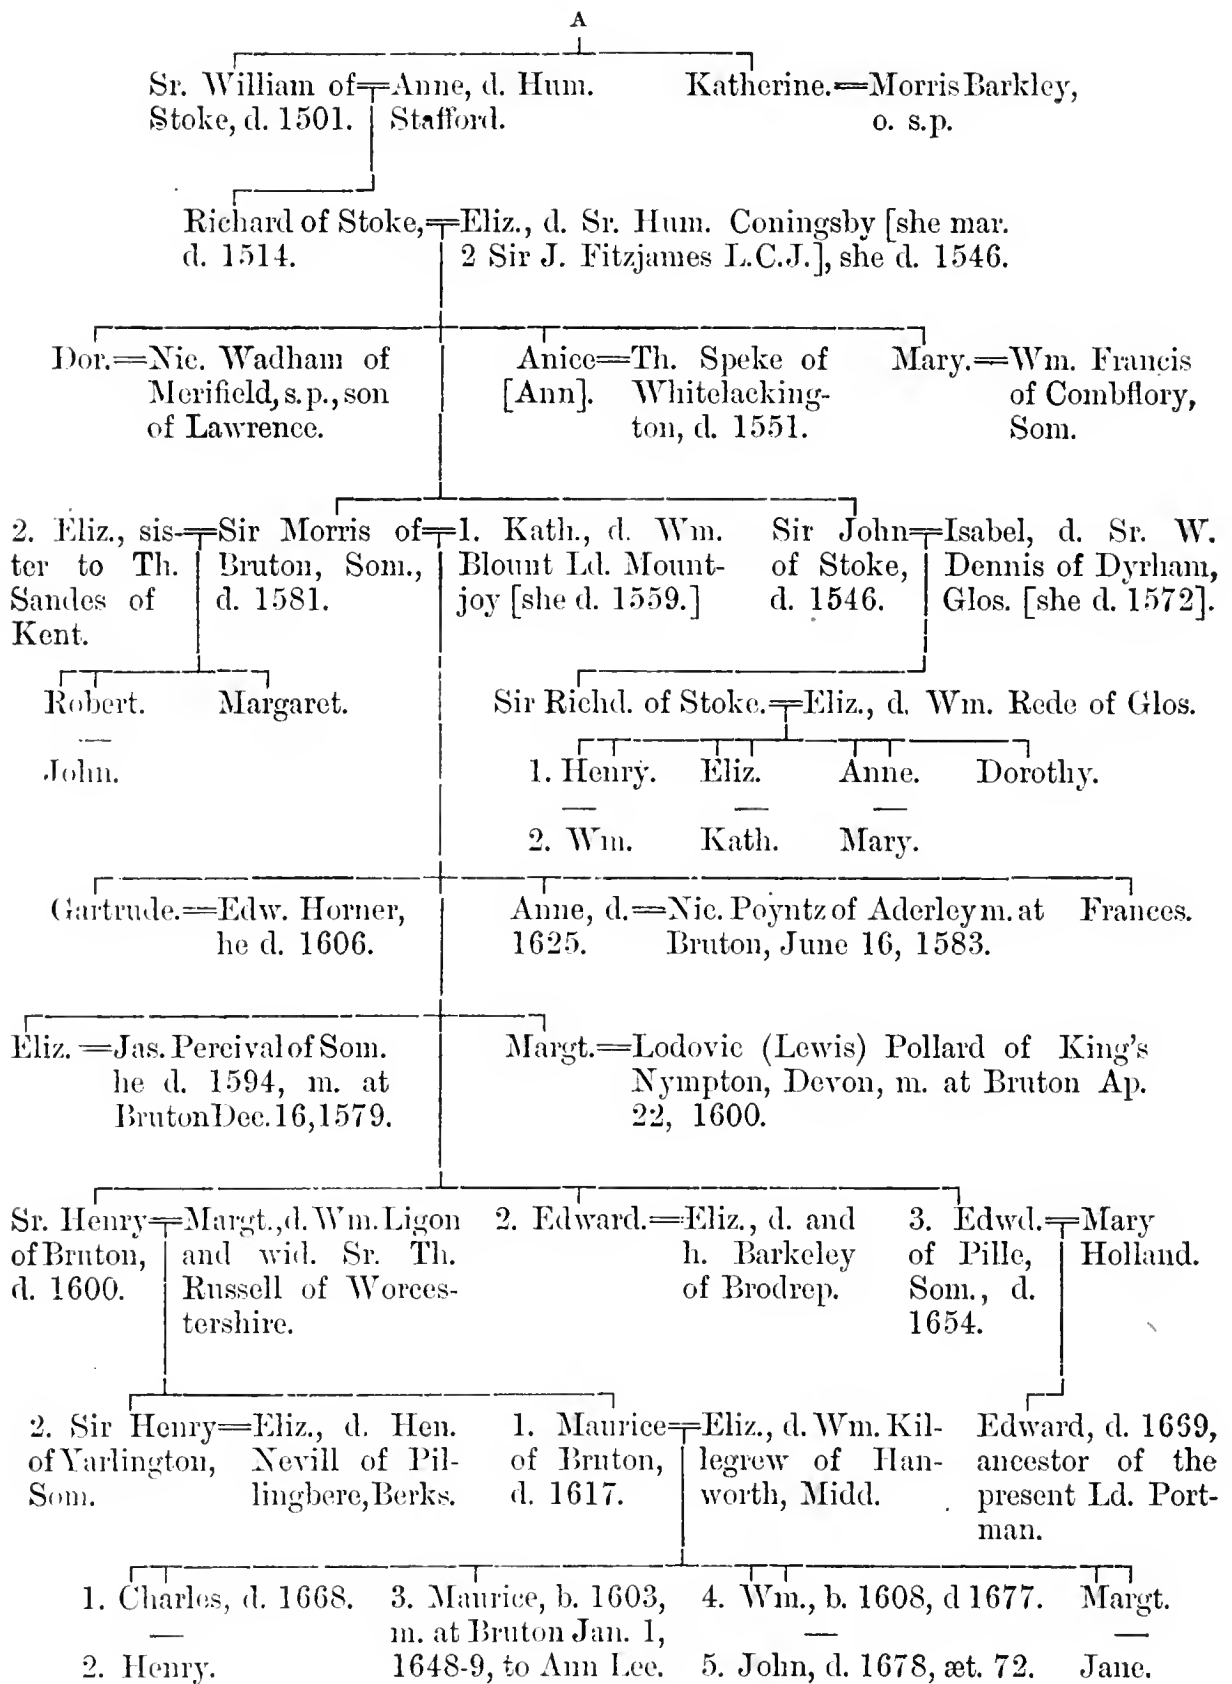 A
Sr. William of=Anne, d. Hum. Katherine.=Morris Barkley,
Stoke, d. 1501. Stafford. o. s.p.
Richard of Stoke,=Eliz., d. Sr. Hum. Coningsby [she mar.
d. 1514. 2 Sir J. Fitzjames L.C.J.], she d. 1546.
Dor.=Nic. Wadham of Anice=Th. Speke of Mary.=Wm. Francis
Merifield, s.p., son [Ann]. Whitelacking- of Combflory,
of Lawrence. ton, d. 1551. Som.
2. Eliz., sis-=Sir Morris of=1. Kath., d. Wm. Sir John=Isabel, d. Sr. W.
ter to Th. Bruton, Som., Blount Ld. Mount- of Stoke, Dennis of Dyrham,
Sandes of d. 1581. joy [she d. 1559.] d. 1546. Glos. [she d. 1572].
Kent.
Robert. Margaret. Sir Richd. of Stoke.=Eliz., d. Wm. Rede of Glos.
—
John. 1. Henry. Eliz. Anne. Dorothy.
— — —
2. Wm. Kath. Mary.
Gartrude.=Edw. Horner, Anne, d.=Nic. Poyntz of Aderley m. at Frances.
he d. 1606. 1625. Bruton, June 16, 1583.
Eliz.=Jas. Percival of Som. Margt.=Lodovic (Lewis) Pollard of King's
he d. 1594, m. at Nympton, Devon, m. at Bruton Ap.
Bruton Dec. 16, 1579. 22, 1600.
Sr. Henry=Margt., d. Wm. Ligon 2. Edward.=Eliz., d. and 3. Edwd.=Mary
of Bruton, and wid. Sr. Th. h. Barkeley of Pille, Holland.
d. 1600. Russell of Worces- of Brodrep. Som., d.
tershire. 1654.
2. Sir Henry=Eliz., d. Hen. 1. Maurice=Eliz., d. Wm. Kil- Edward, d. 1669,
of Yarlington, Nevill of Pil- of Bruton, legrew of Han- ancestor of the
Som. lingbere, Berks. d. 1617. worth, Midd. present Ld. Port-
man.
1. Charles, d. 1668. 3. Maurice, b. 1603, 4. Wm., b. 1608, d 1677. Margt.
— m. at Bruton Jan. 1, — —
2. Henry. 1648-9, to Ann Lee. 5. John, d. 1678, æt. 72. Jane.